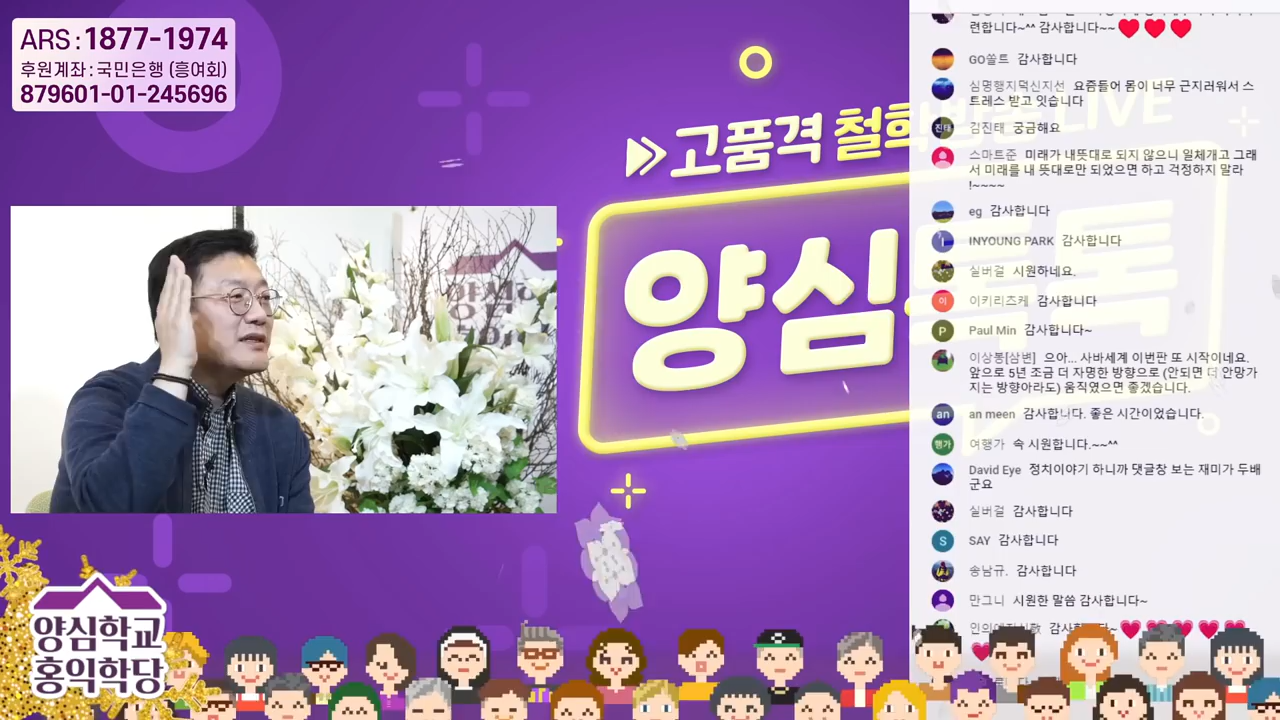 ARS : 1877-1974
후원계좌 : 국민은행 (흥여회)
879601-01-245696
고품격 철학
LIVE
양심
톡
양심학교
홍익학당
련합니다~^^ 감사합니다~~
GO쏠트 감사합니다
심명행지덕신지선 요즘들어 몸이 너무 근지러워서 스
트레스 받고 잇습니다
진태 김진태 궁금해요
스마트준 미래가 내뜻대로 되지 않으니 일체개고 그래
서 미래를 내 뜻대로만 되었으면 하고 걱정하지 말라
!~~~~
eg 감사합니다
INYOUNG PARK 감사합니다
실버걸 시원하네요.
이 이키리츠케 감사합니다
P Paul Min 감사합니다~
이상통[삼변] 으아... 사바세계 이번판 또 시작이네요.
앞으로 5년 조금 더 자명한 방향으로 (안되면 더 안망가
지는 방향이라도) 움직였으면 좋겠습니다.
an an meen 감사합니다. 좋은 시간이었습니다.
행가 여행가 속 시원합니다.~~^^
David Eye 정치이야기 하니까 댓글창 보는 재미가 두배
군요
실버걸 감사합니다
S SAY 감사합니다
송남규. 감사합니다
만그니 시원한 말씀 감사합니다~